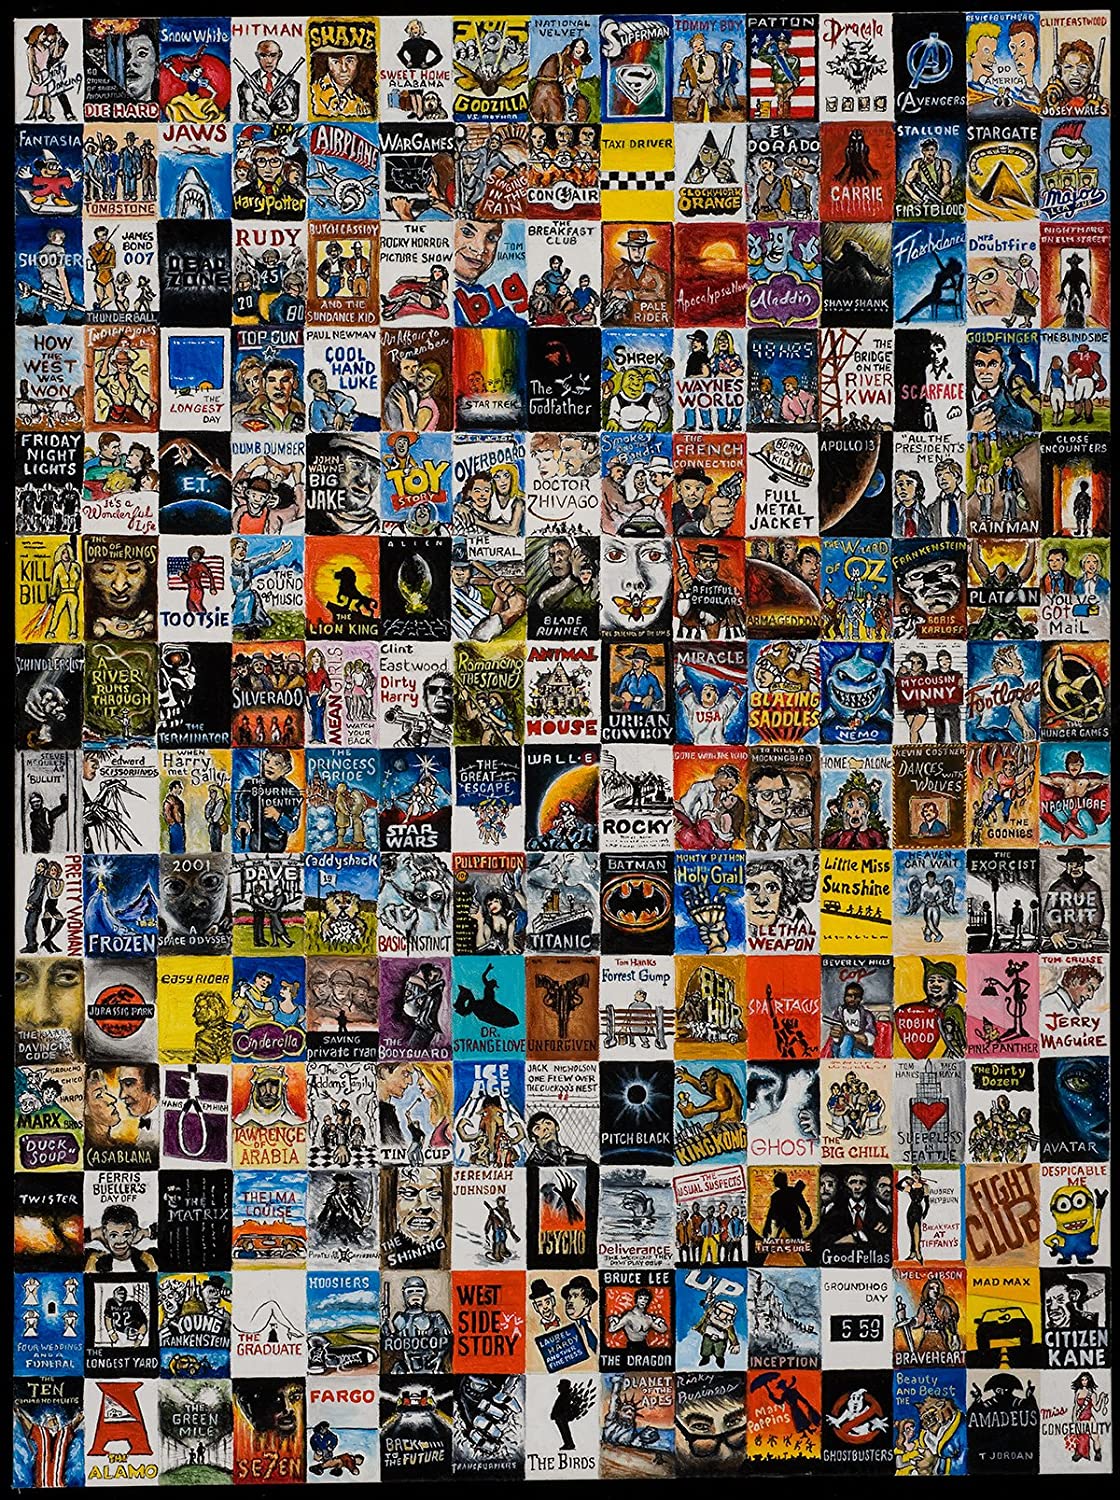 Dirty
Dancing
DIE HARD
Snow White
HITMAN
SHANE
SWEET HOME
ALABAMA
GODZILLA
VS. MOTHRA
NATIONAL
VELVET
SUPERMAN
TOMMY BOY
PATTON
Dracula
AVENGERS
BEAVIS BUTTHEAD
DO
AMERICA
CLINT EASTWOOD
JOSEY WALES
FANTASIA
TOMBSTONE
JAWS
Harry Potter
AIRPLANE
WARGAMES
SINGING
IN THE
RAIN
CON AIR
TAXI DRIVER
CLOCKWORK
ORANGE
EL
DORADO
CARRIE
STALLONE
FIRST BLOOD
STARGATE
Major
LEAGUE
SHOOTER
JAMES
BOND
007
THUNDERBALL
DEAD
ZONE
RUDY
45
20
80
BUTCH CASSIDY
AND THE
SUNDANCE KID
THE
ROCKY HORROR
PICTURE SHOW
TOM
HANKS
big
THE
BREAKFAST
CLUB
PALE
RIDER
Apocalypse Now
Aladdin
SHAWSHANK
Flashdance
MRS
Doubtfire
NIGHTMARE
ON ELM STREET
HOW
THE
WEST
WAS
WON
INDIANA JONES
THE
LONGEST
DAY
TOP GUN
PAUL NEWMAN
COOL
HAND
LUKE
An Affair to
Remember
STAR TREK
The
Godfather
SHREK
WAYNES
WORLD
48 HRS
THE
BRIDGE
ON THE
RIVER
KWAI
SCARFACE
GOLDFINGER
THE BLINDSIDE
74
FRIDAY
NIGHT
LIGHTS
It's a
Wonderful
Life
E.T.
DUMB DUMBER
JOHN
WAYNE
BIG
JAKE
TOY
STORY
OVERBOARD
DOCTOR
ZHIVAGO
Smokey
AND THE
BANDIT
THE
FRENCH
CONNECTION
BORN
TO
KILL
FULL
METAL
JACKET
APOLLO 13
"ALL THE
PRESIDENT'S
MEN"
RAIN MAN
CLOSE
ENCOUNTERS
KILL
BILL
THE
LORD OF THE RINGS
TOOTSIE
THE
SOUND
OF MUSIC
THE
LION KING
ALIEN
THE
NATURAL
BLADE
RUNNER
THE SILENCE OF THE LAMBS
A FISTFUL
OF DOLLARS
ARMAGEDDON
THE WIZARD
OF OZ
FRANKENSTEIN
BORIS
KARLOFF
PLATOON
YOU'VE
GOT
MaiL
SCHINDLERS LIST
A
RIVER
RUNS
THROUGH
IT
THE
TERMINATOR
SILVERADO
MEAN GIRLS
WATCH
YOUR
BACK
Clint
Eastwood
Dirty
Harry
Romancing
THE STONE
ANIMAL
HOUSE
URBAN
COWBOY
MIRACLE
USA
BLAZING
SADDLES
NEMO
MY COUSIN
VINNY
Footloose
THE
HUNGER GAMES
STEVE
MCQUEEN
"BULLITT"
edward
SCISSORHANDS
WHEN
Harry
met Sally...
THE
BOURNE
IDENTITY
THE
PRINCESS
BRIDE
STAR
WARS
THE
GREAT
ESCAPE
WALL-E
ROCKY
GONE WITH THE WIND
TO KILL A
MOCKINGBIRD
HOME ALONE
KEVIN COSTNER
DANCES WITH
WOLVES
THE
GOONIES
NACHO LIBRE
PRETTY WOMAN
FROZEN
2001
A
SPACE ODYSSEY
DAVE
Caddyshack
BASIC INSTINCT
PULP FICTION
TITANIC
BATMAN
MONTY PYTHON
Holy Grail
LETHAL
WEAPON
Little Miss
Sunshine
HEAVEN
CAN WAIT
THE
EXORCIST
TRUE
GRIT
THE
DAVINCI
CODE
JURASSIC PARK
easy RIDER
Cinderella
SAVING
private ryan
THE
BODYGUARD
DR.
STRANGELOVE
UNFORGIVEN
Tom Hanks
Forrest Gump
BEN
HUR
SPARTACUS
BEVERLY HILLS
COP
ROBIN
HOOD
PINK PANTHER
TOM CRUISE
JERRY
MAGUIRE
GROUCHO
CHICO
HARPO
MARX BROS
"DUCK
SOUP"
CASABLANA
HANG EM HIGH
LAWRENCE
OF
ARABIA
The
Addams Family
TIN CUP
ICE
AGE
JACK NICHOLSON
ONE FLEW OVER
THE CUCKOO'S NEST
PITCH BLACK
KING KONG
GHOST
THE
BIG CHILL
TOM
HANKS
MEG
RYAN
SLEEPLESS
IN
SEATTLE
THE DIRTY
DOZEN
AVATAR
TWISTER
FERRIS
BUELLER'S
DAY OFF
THE
MATRIX
THELMA
LOUISE
THE
SHINING
JEREMIAH
JOHNSON
PSYCHO
Deliverance
THE
USUAL SUSPECTS
NATIONAL
TREASURE
GoodFellas
AUDREY
HEPBURN
BREAKFAST
AT
TIFFANY'S
FIGHT
CLUB
DESPICABLE
ME
FOUR WEDDINGS
AND A
FUNERAL
22
THE
LONGEST YARD
YOUNG
FRANKENSTEIN
THE
GRADUATE
HOOSIERS
ROBOCOP
WEST
SIDE
STORY
LAUREL
HARDY
ANOTHER
FINE MESS
BRUCE LEE
THE DRAGON
UP
INCEPTION
GROUNDHOG
DAY
5 59
MEL GIBSON
BRAVEHEART
MAD MAX
CITIZEN
KANE
THE
TEN
COMMANDMENTS
THE
ALAMO
THE
GREEN
MILE
SE7EN
FARGO
BACK
TO THE FUTURE
TRANSFORMERS
THE BIRDS
PLANET
OF THE
APES
Risky
Business
Mary
Poppins
GHOSTBUSTERS
Beauty
AND THE
Beast
AMADEUS
T JORDAN
Miss
CONGENIALITY